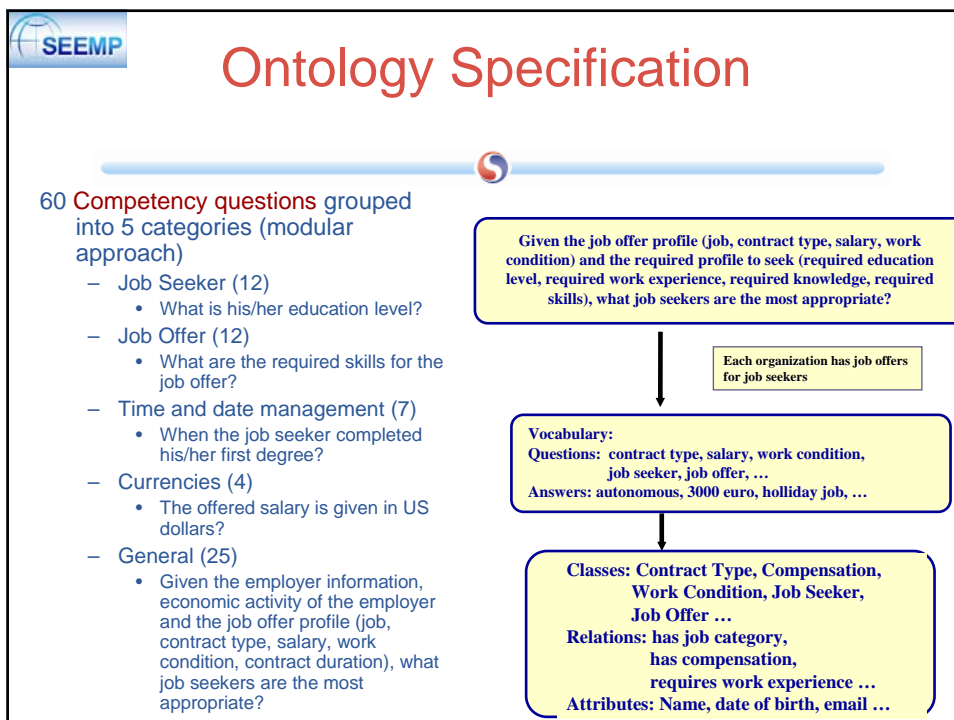 SEEMP
Ontology Specification
60 Competency questions grouped
into 5 categories (modular
approach)
– Job Seeker (12)
• What is his/her education level?
– Job Offer (12)
• What are the required skills for the
job offer?
– Time and date management (7)
• When the job seeker completed
his/her first degree?
– Currencies (4)
• The offered salary is given in US
dollars?
– General (25)
• Given the employer information,
economic activity of the employer
and the job offer profile (job,
contract type, salary, work
condition, contract duration), what
job seekers are the most
appropriate?
Given the job offer profile (job, contract type, salary, work
condition) and the required profile to seek (required education
level, required work experience, required knowledge, required
skills), what job seekers are the most appropriate?
Each organization has job offers
for job seekers
Vocabulary:
Questions: contract type, salary, work condition,
job seeker, job offer, …
Answers: autonomous, 3000 euro, holliday job, …
Classes: Contract Type, Compensation,
Work Condition, Job Seeker,
Job Offer …
Relations: has job category,
has compensation,
requires work experience …
Attributes: Name, date of birth, email …